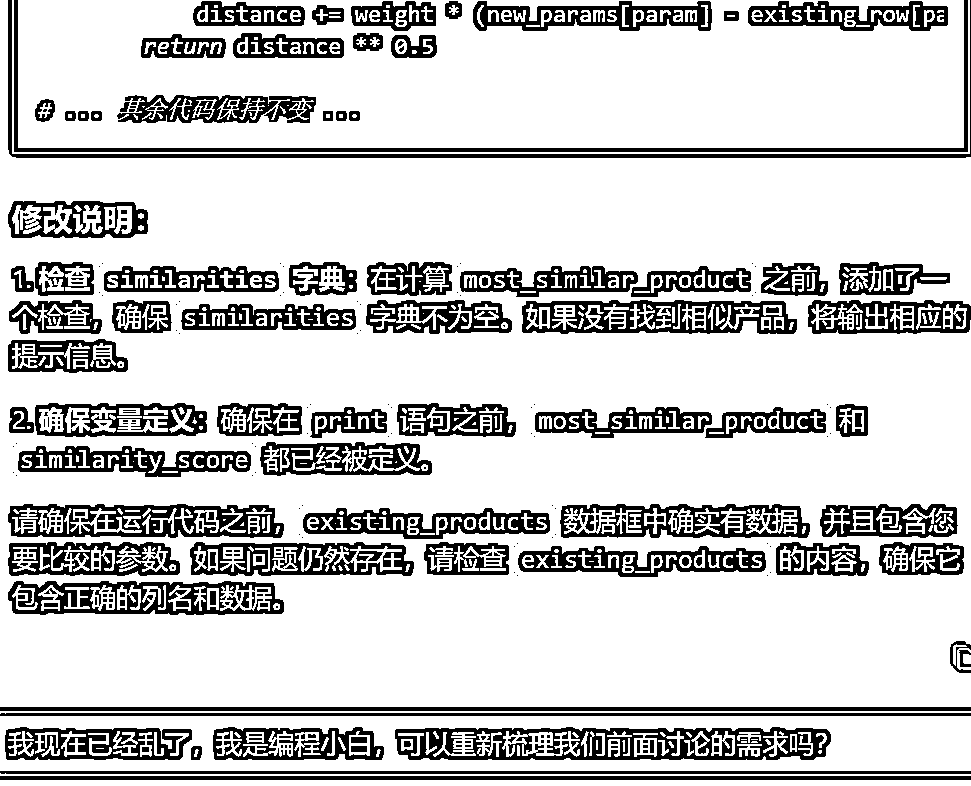 distance += weight * (new_params[param] - existing_row[pa
return distance ** 0.5
# ... 其余代码保持不变 ...
修改说明：
1. 检查 similarities 字典：在计算 most_similar_product 之前，添加了一
个检查，确保 similarities 字典不为空。如果没有找到相似产品，将输出相应的
提示信息。
2. 确保变量定义：确保在 print 语句之前， most_similar_product 和
similarity_score 都已经被定义。
请确保在运行代码之前， existing_products 数据框中确实有数据，并且包含您
要比较的参数。如果问题仍然存在，请检查 existing_products 的内容，确保它
包含正确的列名和数据。
我现在已经乱了，我是编程小白，可以重新梳理我们前面讨论的需求吗？